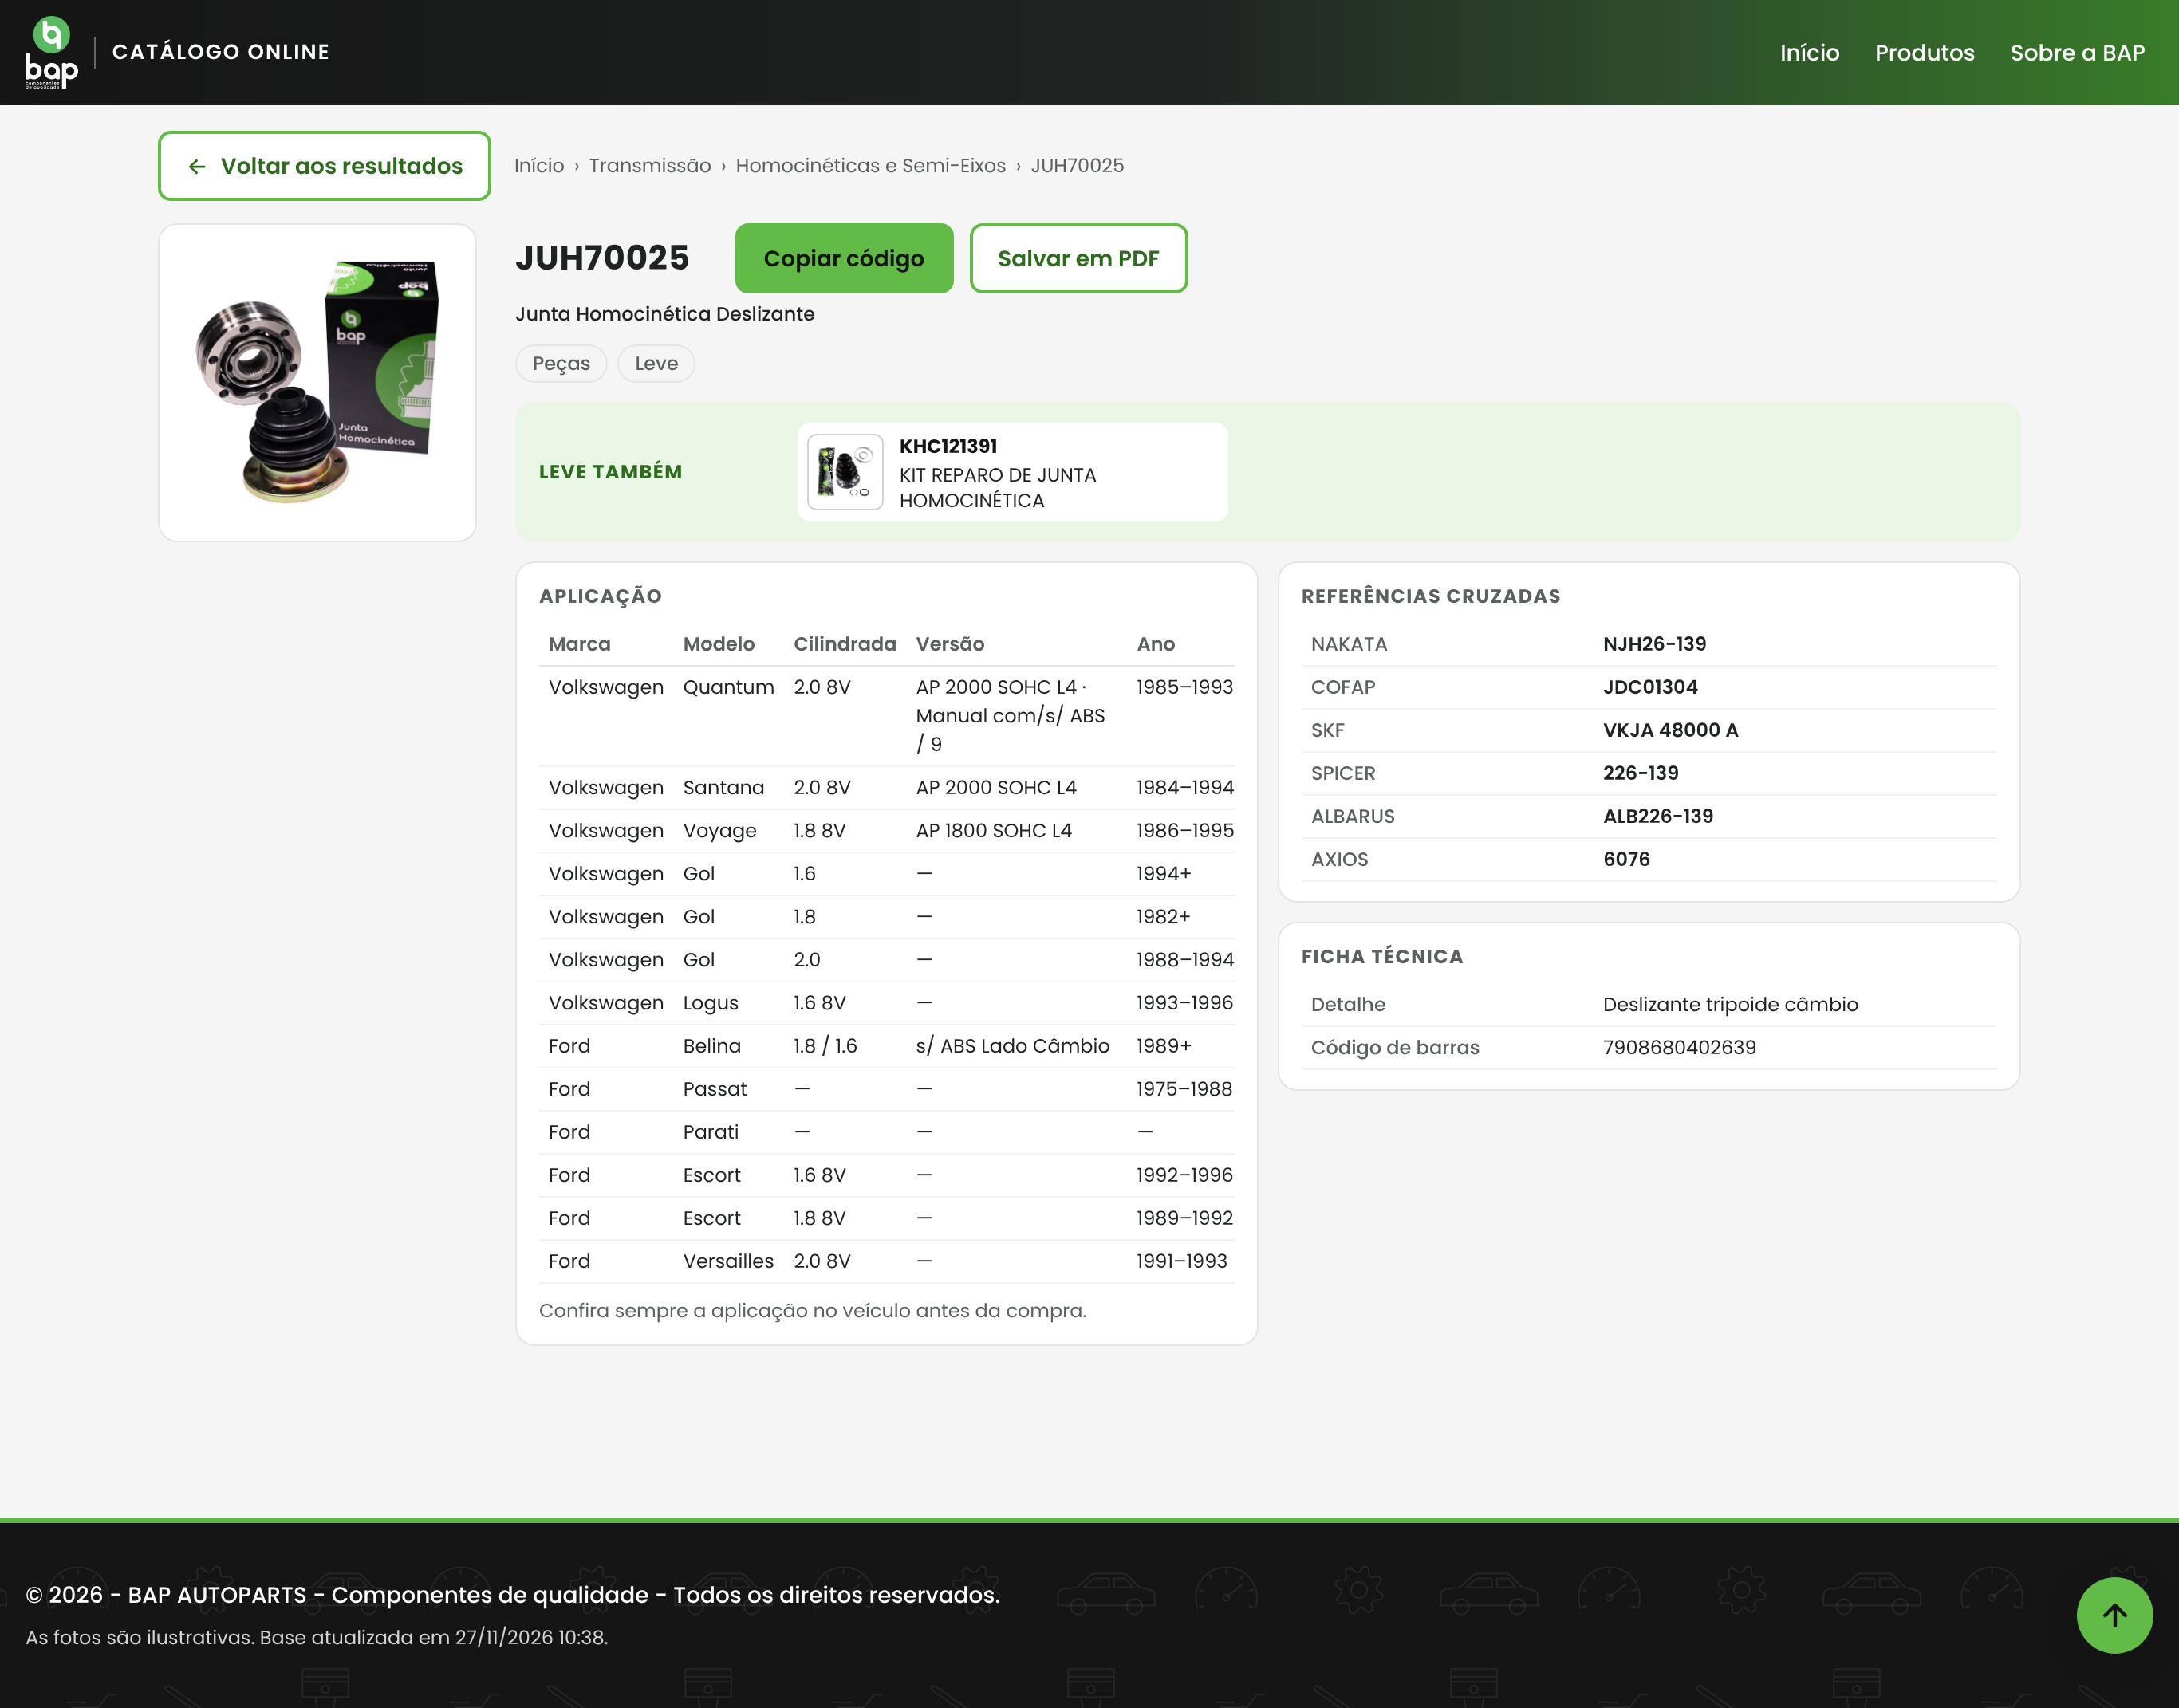 bap
componentes
de qualidade
CATÁLOGO ONLINE
Início
Produtos
Sobre a BAP
← Voltar aos resultados
Início › Transmissão › Homocinéticas e Semi-Eixos › JUH70025
bap
Junta
Homocinética
JUH70025
Copiar código
Salvar em PDF
Junta Homocinética Deslizante
Peças
Leve
LEVE TAMBÉM
KHC121391
KIT REPARO DE JUNTA
HOMOCINÉTICA
APLICAÇÃO
Marca Modelo Cilindrada Versão Ano
Volkswagen Quantum 2.0 8V AP 2000 SOHC L4 · 1985–1993
Manual com/s/ ABS
/ 9
Volkswagen Santana 2.0 8V AP 2000 SOHC L4 1984–1994
Volkswagen Voyage 1.8 8V AP 1800 SOHC L4 1986–1995
Volkswagen Gol 1.6 — 1994+
Volkswagen Gol 1.8 — 1982+
Volkswagen Gol 2.0 — 1988–1994
Volkswagen Logus 1.6 8V — 1993–1996
Ford Belina 1.8 / 1.6 s/ ABS Lado Câmbio 1989+
Ford Passat — — 1975–1988
Ford Parati — — —
Ford Escort 1.6 8V — 1992–1996
Ford Escort 1.8 8V — 1989–1992
Ford Versailles 2.0 8V — 1991–1993
Confira sempre a aplicação no veículo antes da compra.
REFERÊNCIAS CRUZADAS
NAKATA NJH26-139
COFAP JDC01304
SKF VKJA 48000 A
SPICER 226-139
ALBARUS ALB226-139
AXIOS 6076
FICHA TÉCNICA
Detalhe Deslizante tripoide câmbio
Código de barras 7908680402639
© 2026 - BAP AUTOPARTS - Componentes de qualidade - Todos os direitos reservados.
As fotos são ilustrativas. Base atualizada em 27/11/2026 10:38.